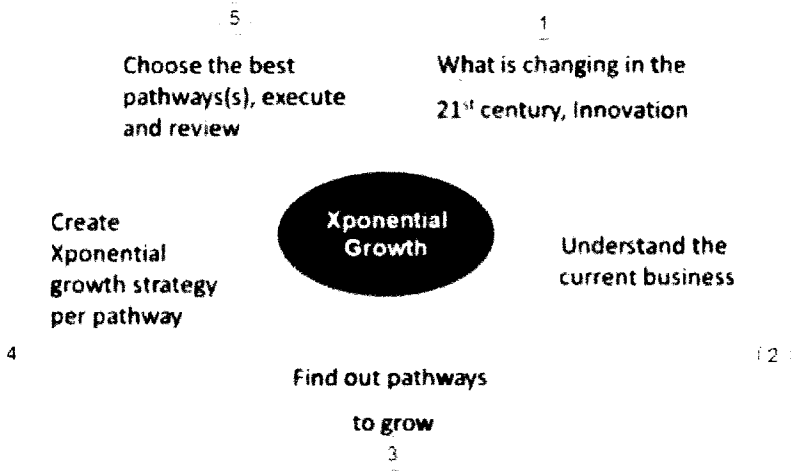 5
1
Choose the best
pathways(s), execute
and review
What is changing in the
21st century, Innovation
Xponential
Growth
Create
Xponential
growth strategy
per pathway
Understand the
current business
4
2
Find out pathways
to grow
3